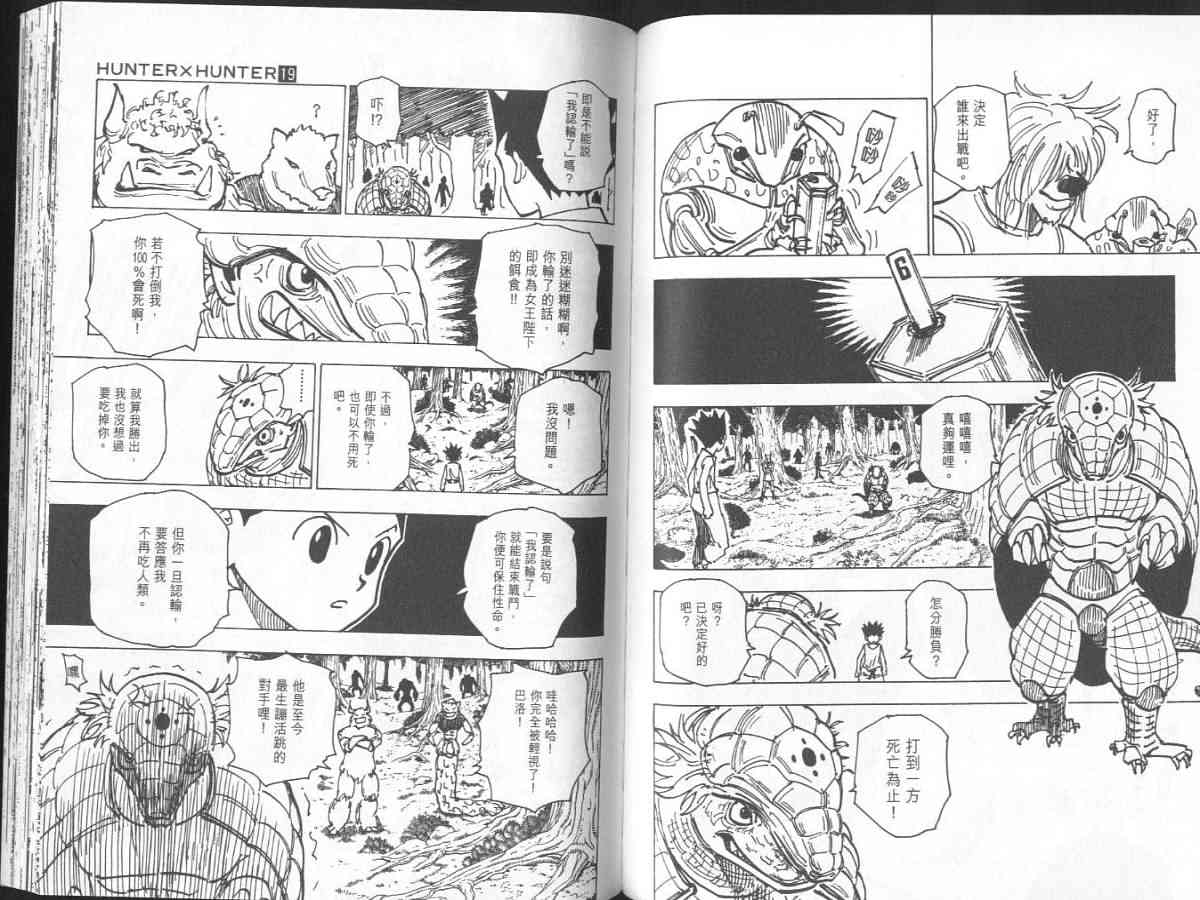 好了，
決定
誰來出戰吧。
吵吵
吵吵
6
嘻嘻嘻，
真夠運哩。
怎分勝負？
呀？
已決定好的
吧？
打到一方
死亡為止！
HUNTER×HUNTER 19
即是不能說
「我認輸了」嗎？
吓!?
？
別迷迷糊糊啊，
你輸了的話，
即成為女王陛下
的餌食!!
若不打倒我，
你100％會死啊！
嗯！
我沒問題。
不過，
即使你輸了，
也可以不用死
吧。
………
就算我勝出，
我也沒想過
要吃掉你。
要是說句
「我認輸了」
就能結束戰鬥，
你便可保住性命。
但你一旦認輸，
要答應我
不再吃人類。
哇哈哈！
你完全被輕視了！
巴洛！
他是至今
最生蹦活跳的
對手哩！